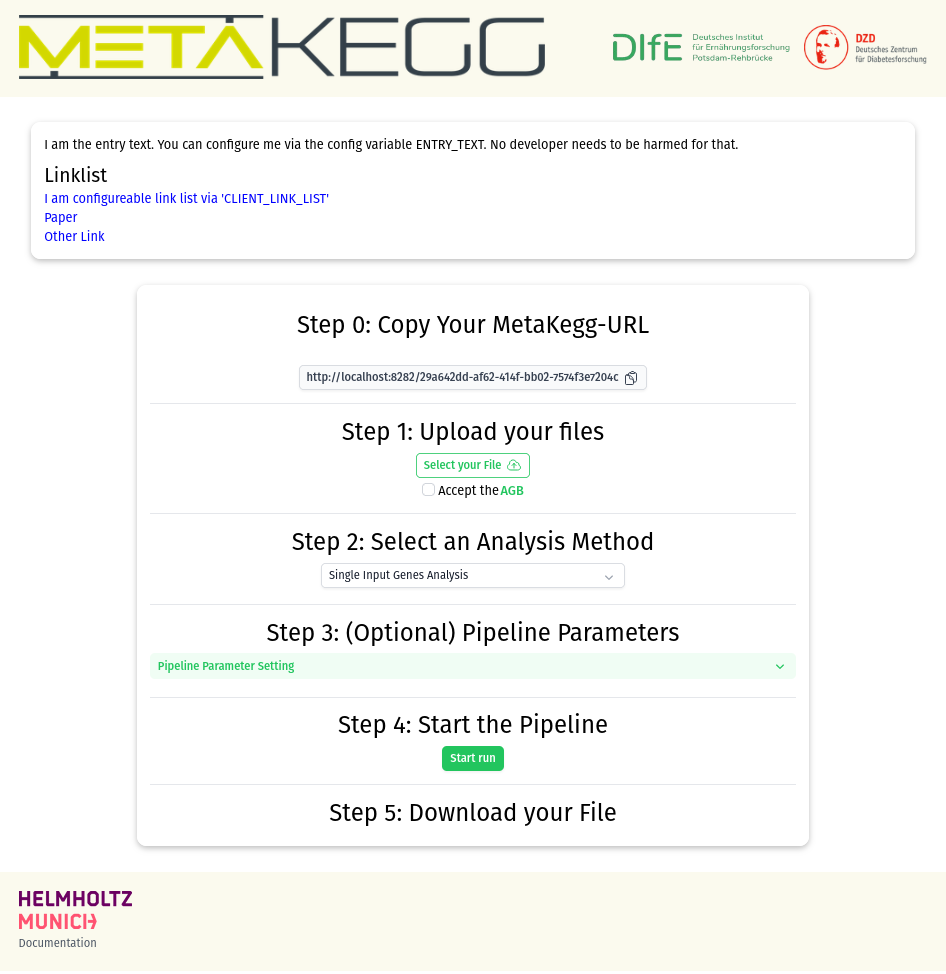 METAKEGG
DIfE
Deutsches Institut
für Ernährungsforschung
Potsdam-Rehbrücke
DZD
Deutsches Zentrum
für Diabetesforschung
I am the entry text. You can configure me via the config variable ENTRY_TEXT. No developer needs to be harmed for that.
Linklist
I am configureable link list via 'CLIENT_LINK_LIST'
Paper
Other Link
Step 0: Copy Your MetaKegg-URL
http://localhost:8282/29a642dd-af62-414f-bb02-7574f3e7204c
Step 1: Upload your files
Select your File
Accept the AGB
Step 2: Select an Analysis Method
Single Input Genes Analysis
Step 3: (Optional) Pipeline Parameters
Pipeline Parameter Setting
Step 4: Start the Pipeline
Start run
Step 5: Download your File
HELMHOLTZ
MUNICH
Documentation